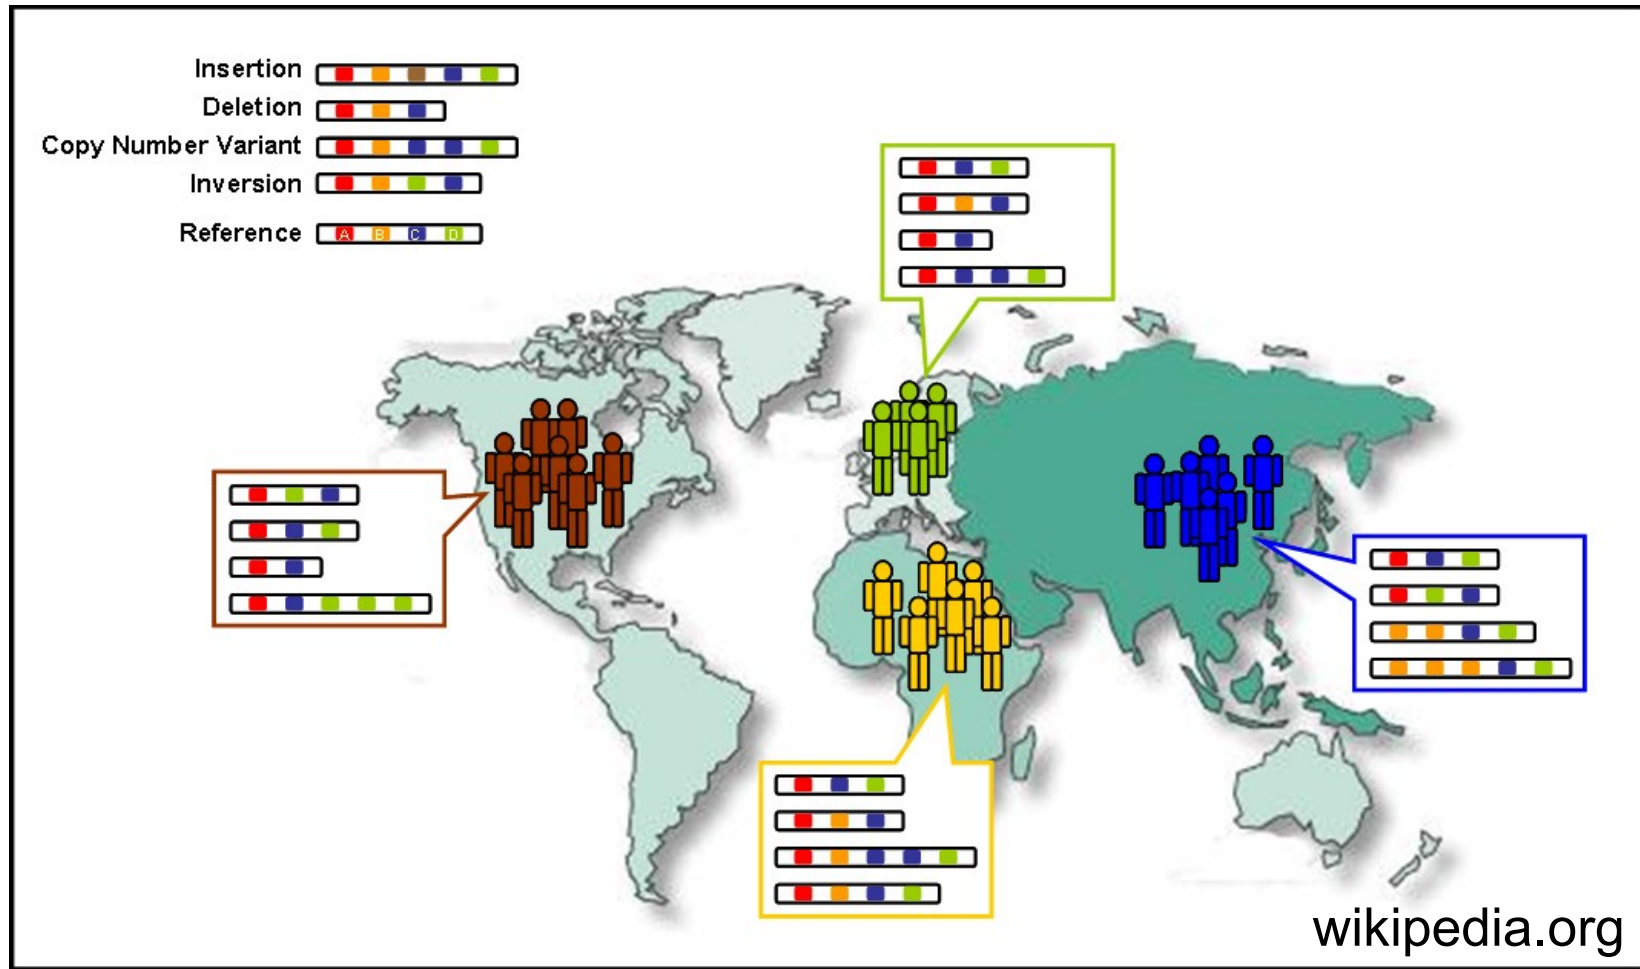 Insertion
Deletion
Copy Number Variant
Inversion
Reference A B C D
wikipedia.org